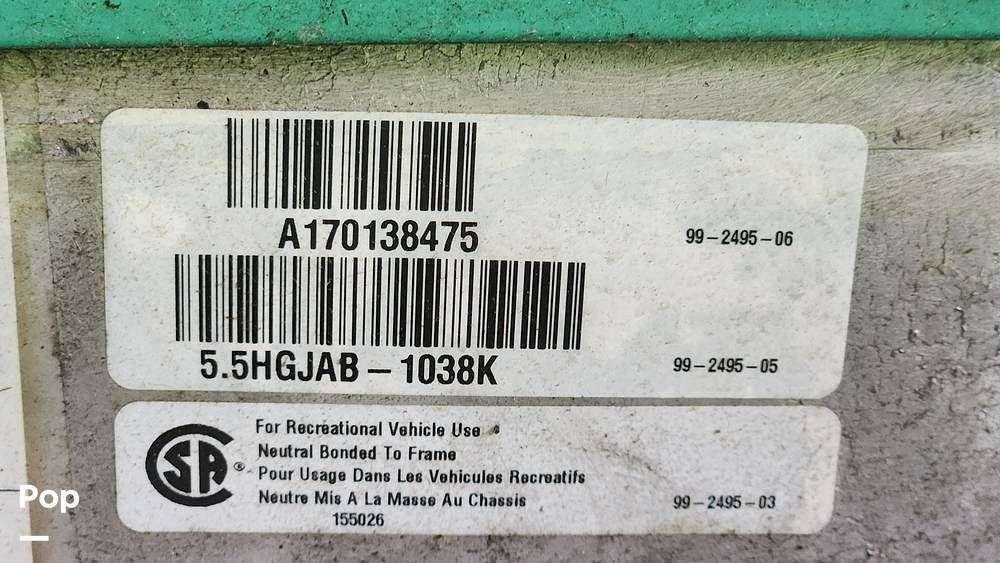 A170138475
99-2495-06
5.5HGJAB-1038K
99-2495-05
SA®
For Recreational Vehicle Use
Neutral Bonded To Frame
Pour Usage Dans Les Vehicules Recreatifs
Neutre Mis A La Masse Au Chassis
155026
99-2495-03
Pop